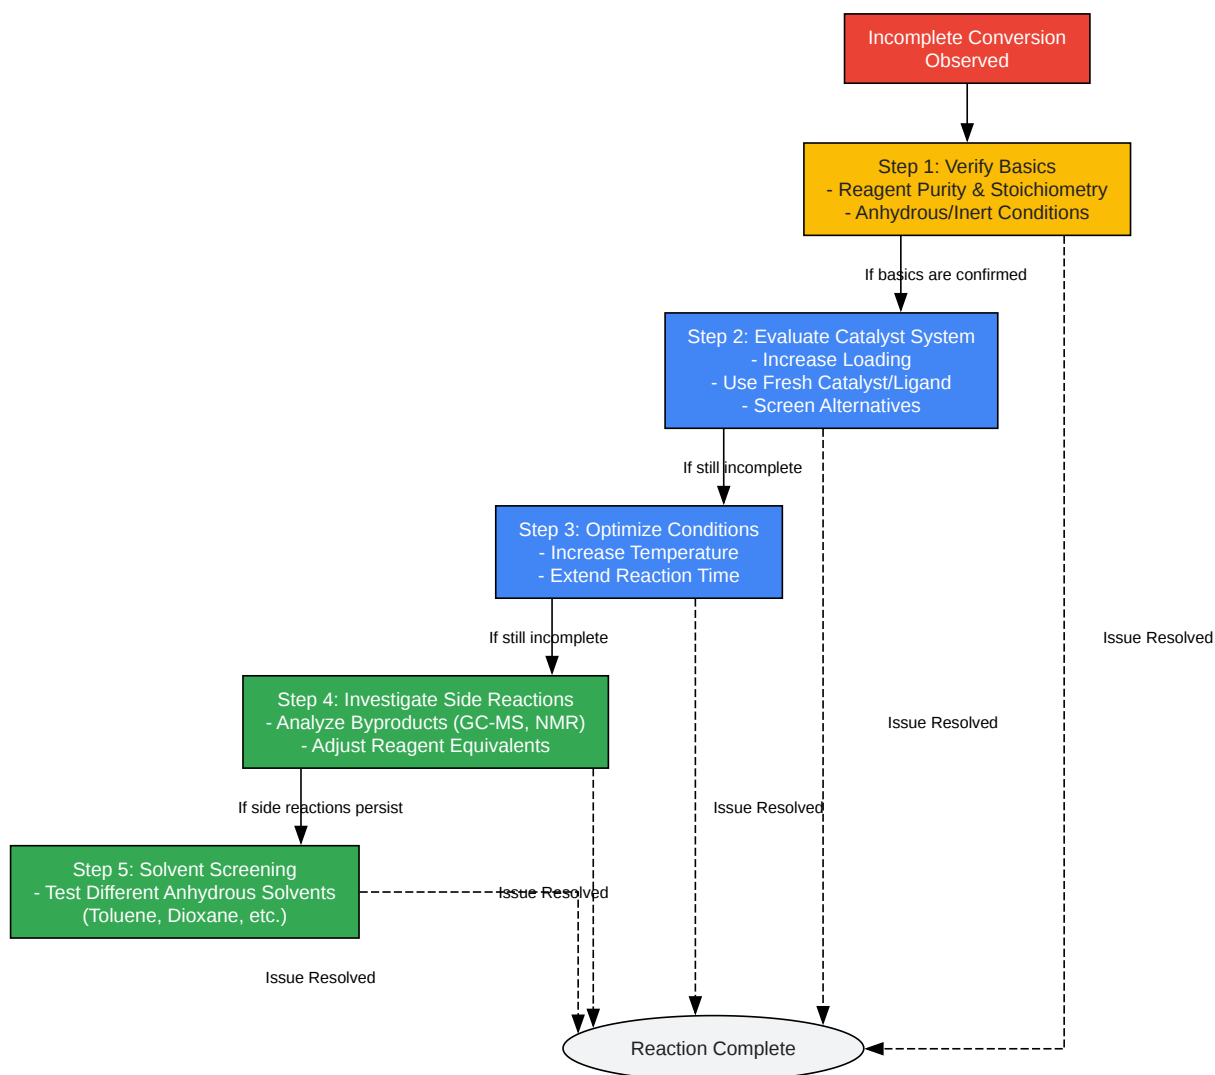 Incomplete Conversion
Observed
Step 1: Verify Basics
- Reagent Purity & Stoichiometry
- Anhydrous/Inert Conditions
If basics are confirmed
Step 2: Evaluate Catalyst System
- Increase Loading
- Use Fresh Catalyst/Ligand
- Screen Alternatives
If still incomplete
Step 3: Optimize Conditions
- Increase Temperature
- Extend Reaction Time
If still incomplete
Issue Resolved
Step 4: Investigate Side Reactions
- Analyze Byproducts (GC-MS, NMR)
- Adjust Reagent Equivalents
Issue Resolved
If side reactions persist
Issue Resolved
Step 5: Solvent Screening
- Test Different Anhydrous Solvents
(Toluene, Dioxane, etc.)
Issue Resolved
Issue Resolved
Reaction Complete